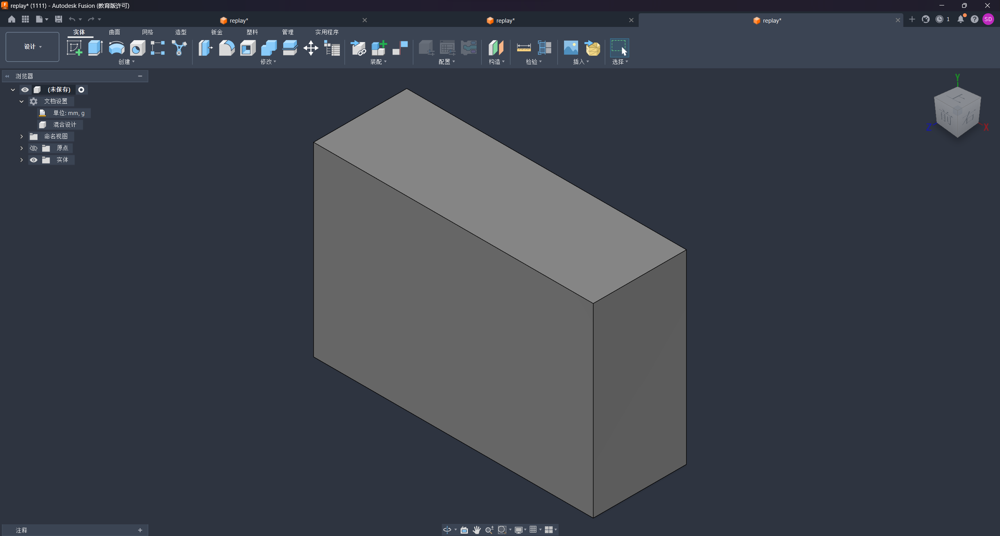 replay* (1111) - Autodesk Fusion (教育版许可)
replay*
replay*
replay*
1
SD
设计
实体
曲面
网格
造型
钣金
塑料
管理
实用程序
创建
修改
装配
配置
构造
检验
插入
选择
浏览器
(未保存)
文档设置
单位: mm, g
混合设计
命名视图
原点
实体
Y
上
前
右
Z
X
注释